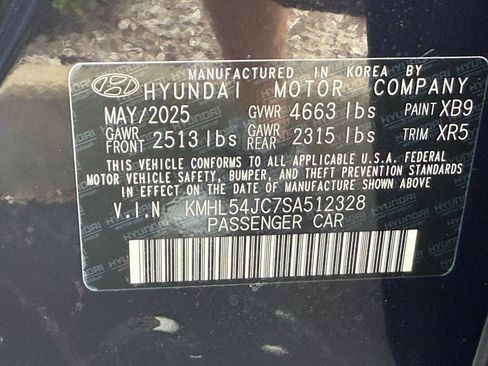 MANUFACTURED IN KOREA BY
HYUNDAI MOTOR COMPANY
MAY/2025 GVWR 4663 lbs PAINT XB9
GAWR FRONT 2513 lbs GAWR REAR 2315 lbs TRIM XR5
THIS VEHICLE CONFORMS TO ALL APPLICABLE U.S.A. FEDERAL
MOTOR VEHICLE SAFETY, BUMPER, AND THEFT PREVENTION STANDARDS
IN EFFECT ON THE DATE OF MANUFACTURE SHOWN ABOVE
V.I.N KMHL54JC7SA512328
PASSENGER CAR